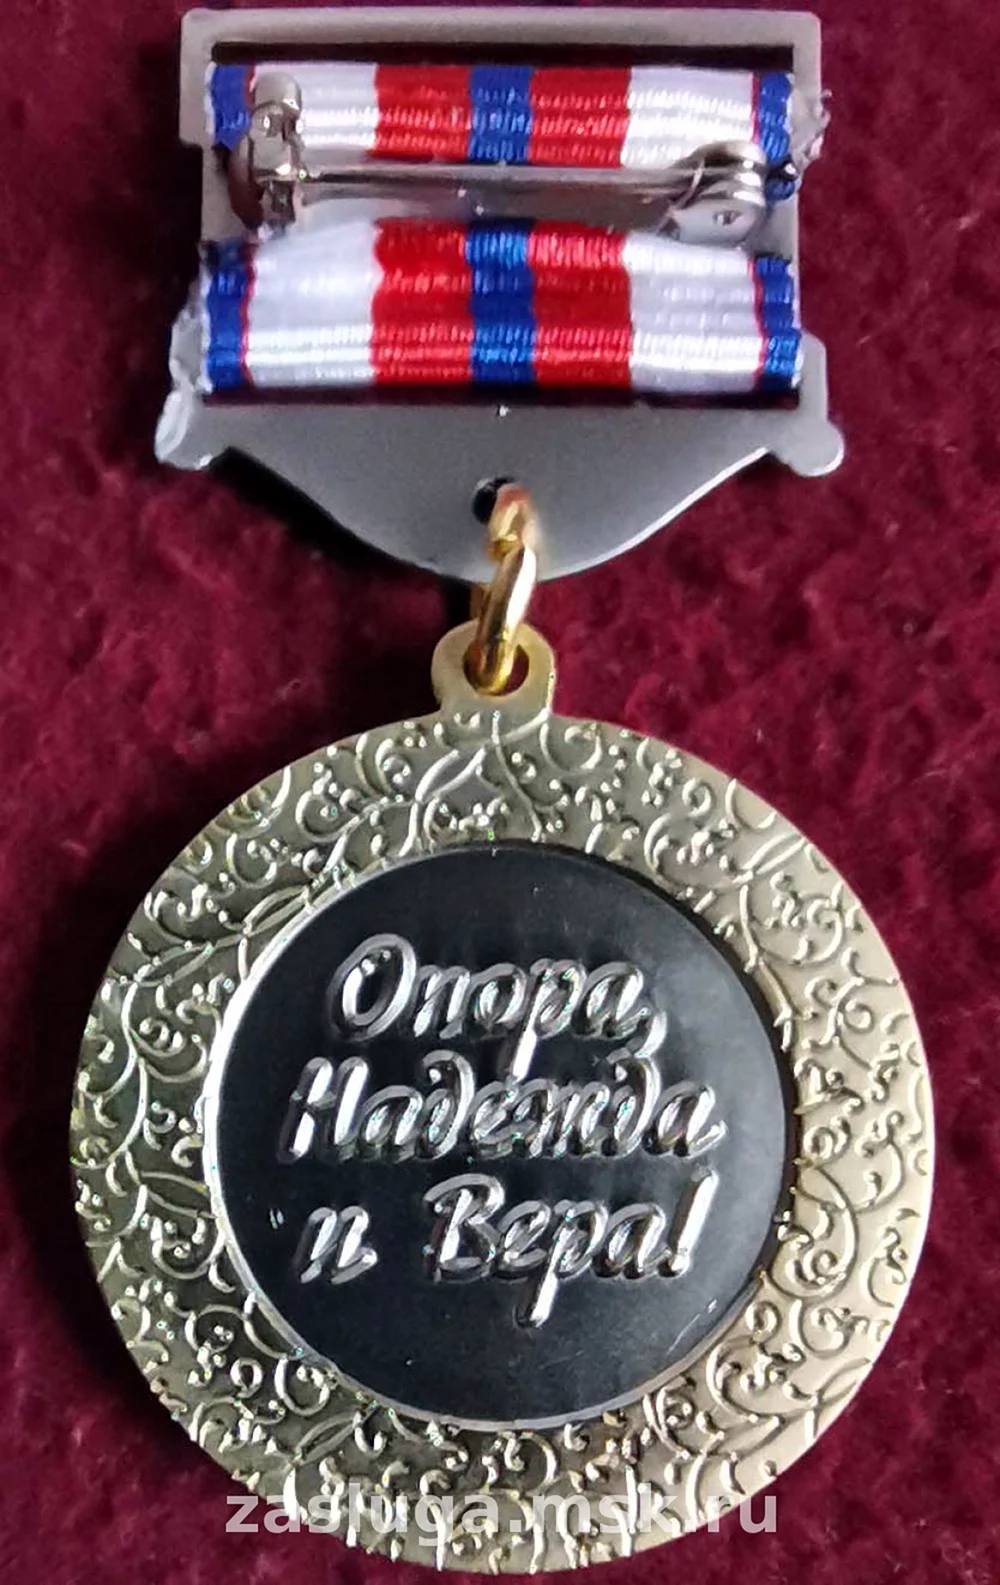 Опора,
Надежда
и Вера!
zasluga.msk.ru